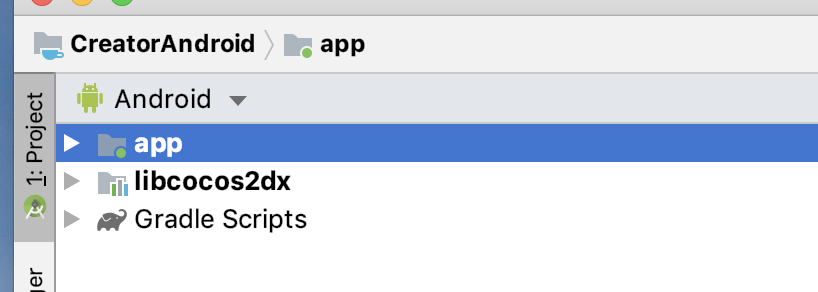 CreatorAndroid 〉 app
Android
app
libcocos2dx
Gradle Scripts
1: Project